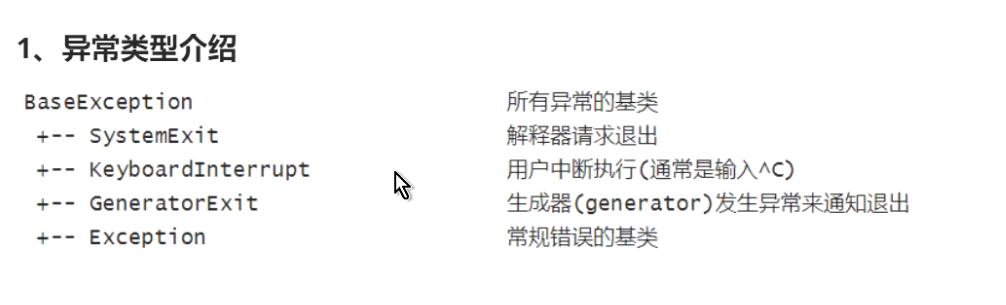 1、异常类型介绍
BaseException 所有异常的基类
+-- SystemExit 解释器请求退出
+-- KeyboardInterrupt 用户中断执行(通常是输入^C)
+-- GeneratorExit 生成器(generator)发生异常来通知退出
+-- Exception 常规错误的基类